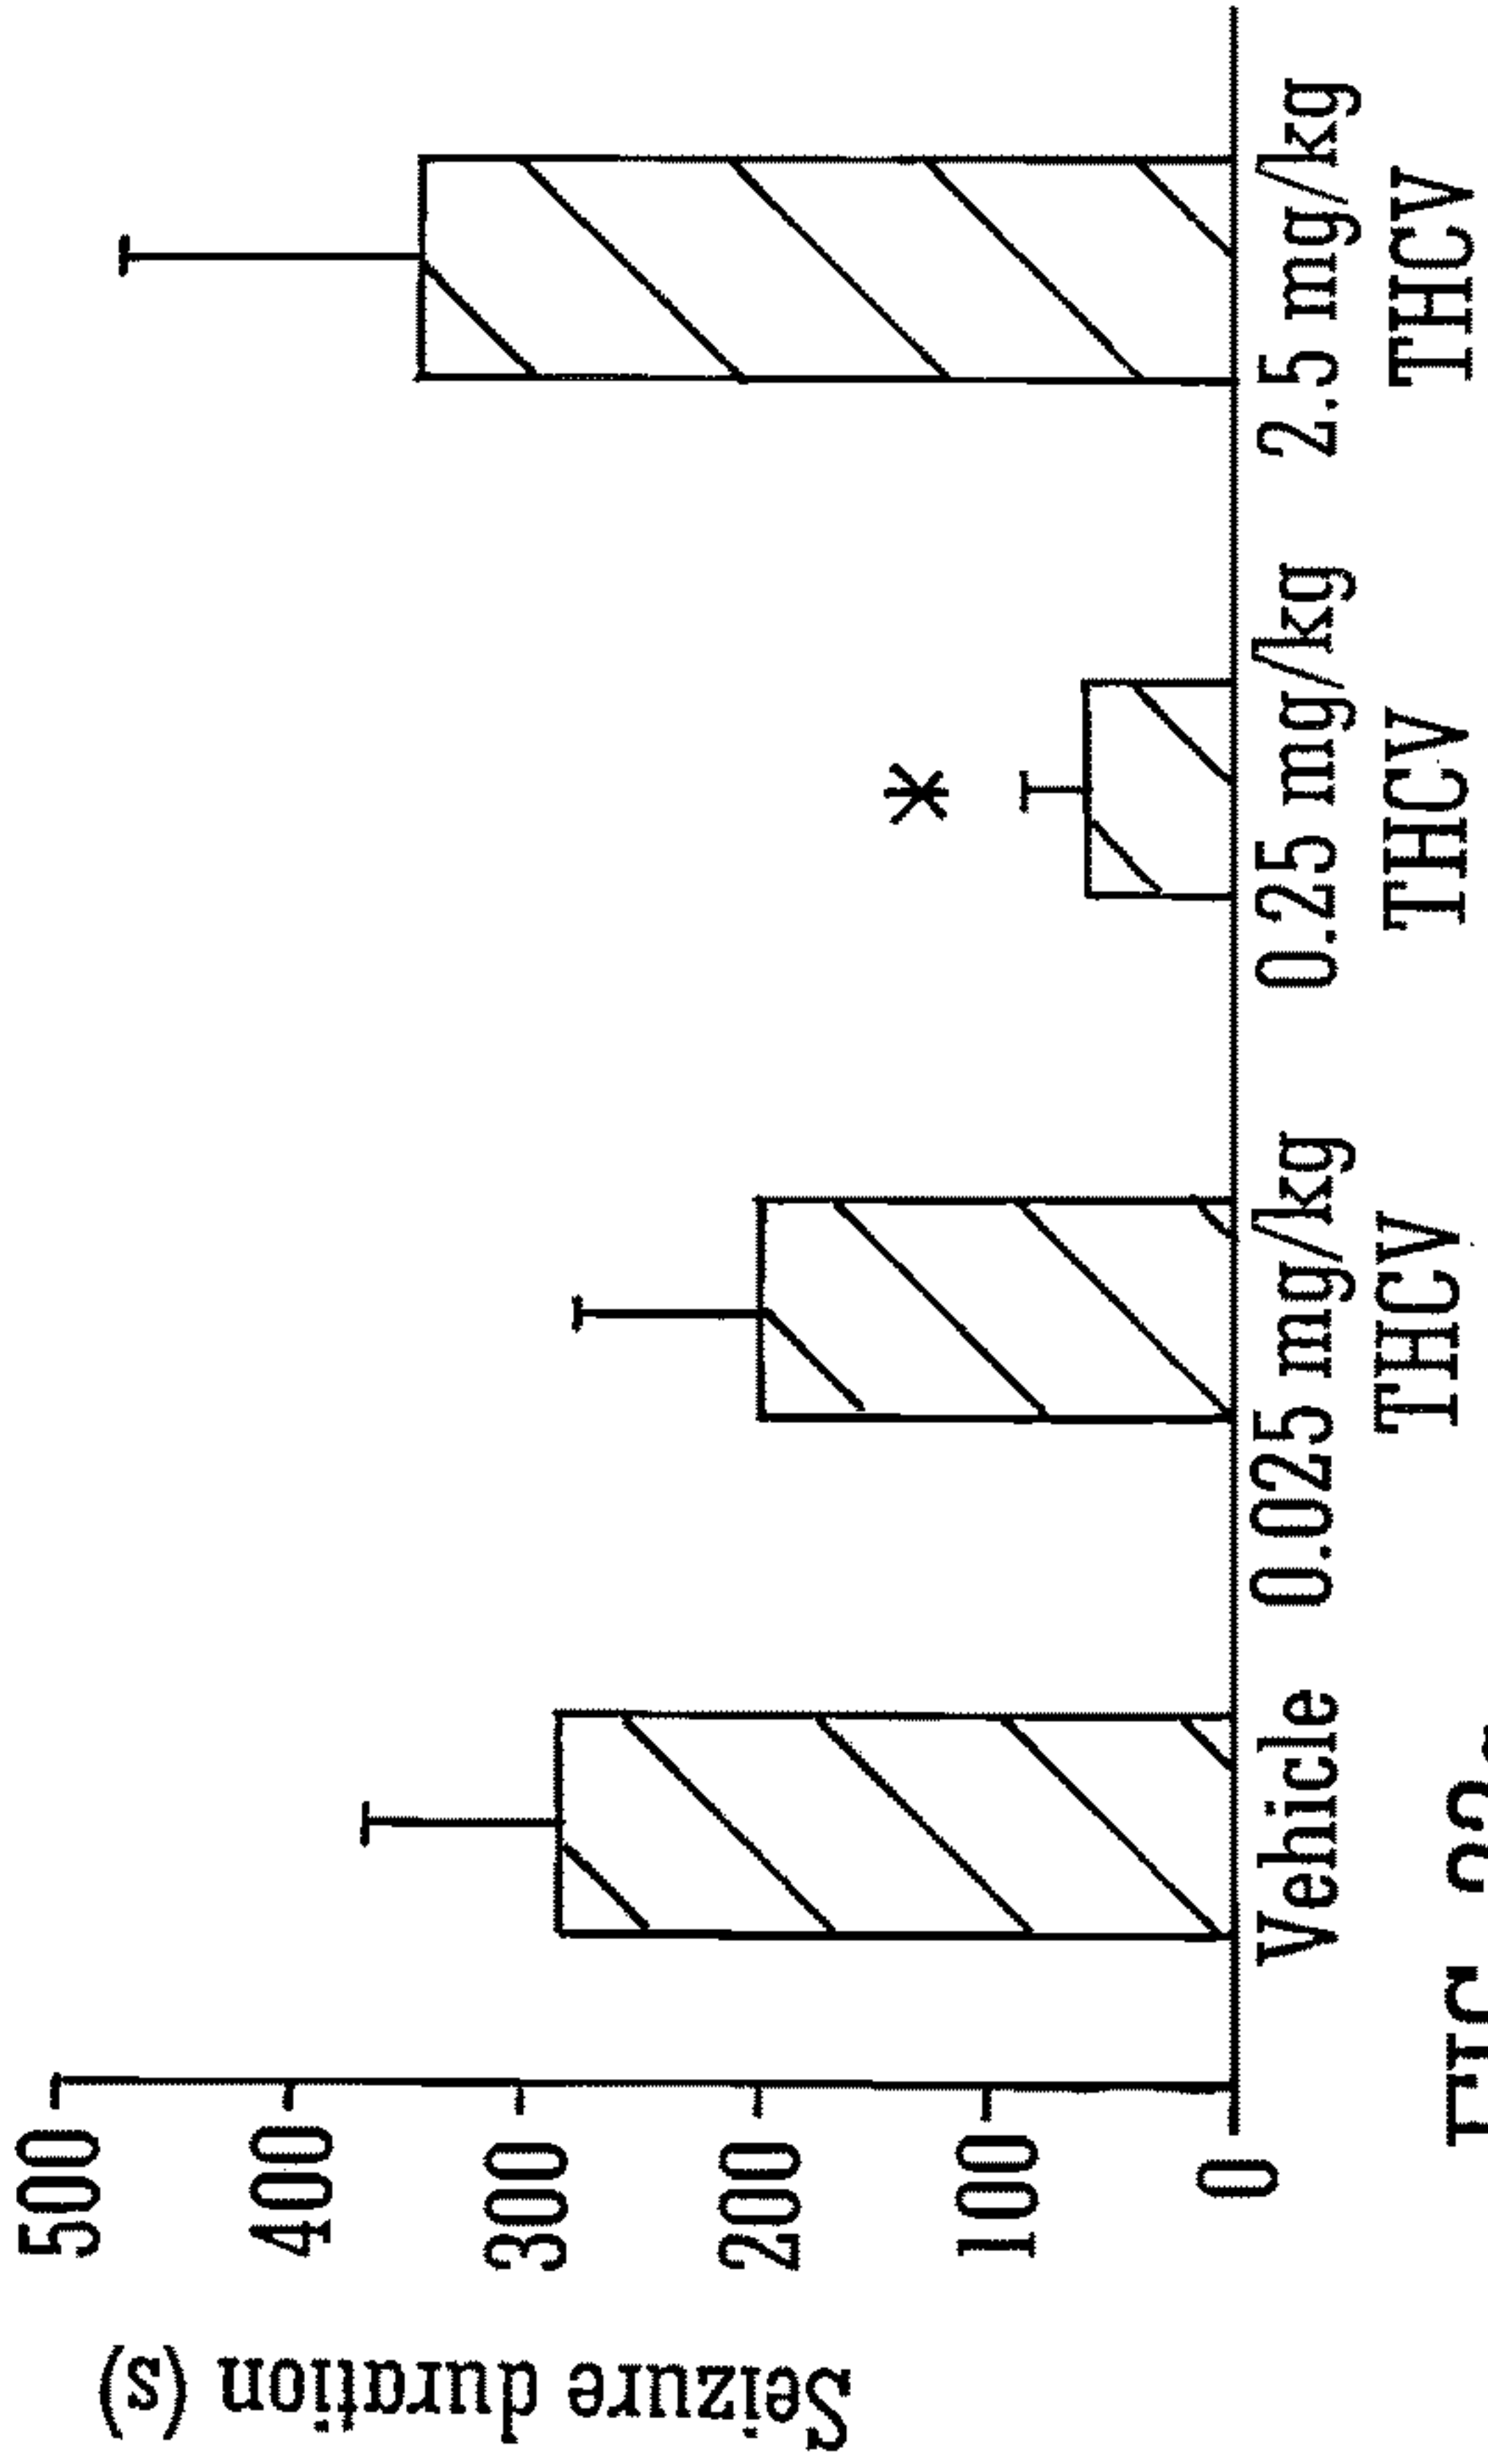 Seizure duration (s)
500
400
300
200
100
0
Vehicle
0.025 mg/kg
THCV
0.25 mg/kg
THCV
2.5 mg/kg
THCV
*